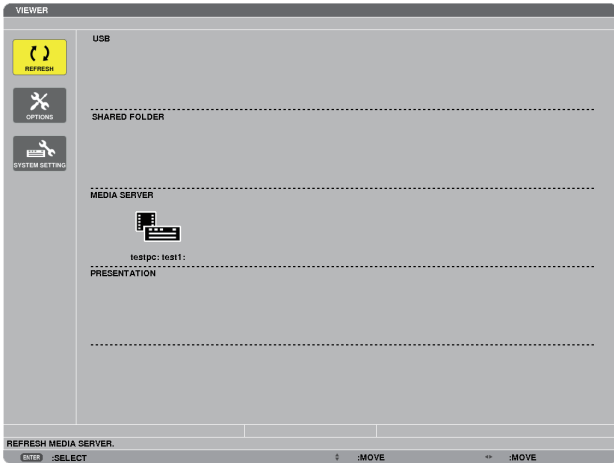 VIEWER
USB
REFRESH
OPTIONS
SHARED FOLDER
SYSTEM SETTING
MEDIA SERVER
testpc: test1:
PRESENTATION
REFRESH MEDIA SERVER.
ENTER :SELECT :MOVE :MOVE